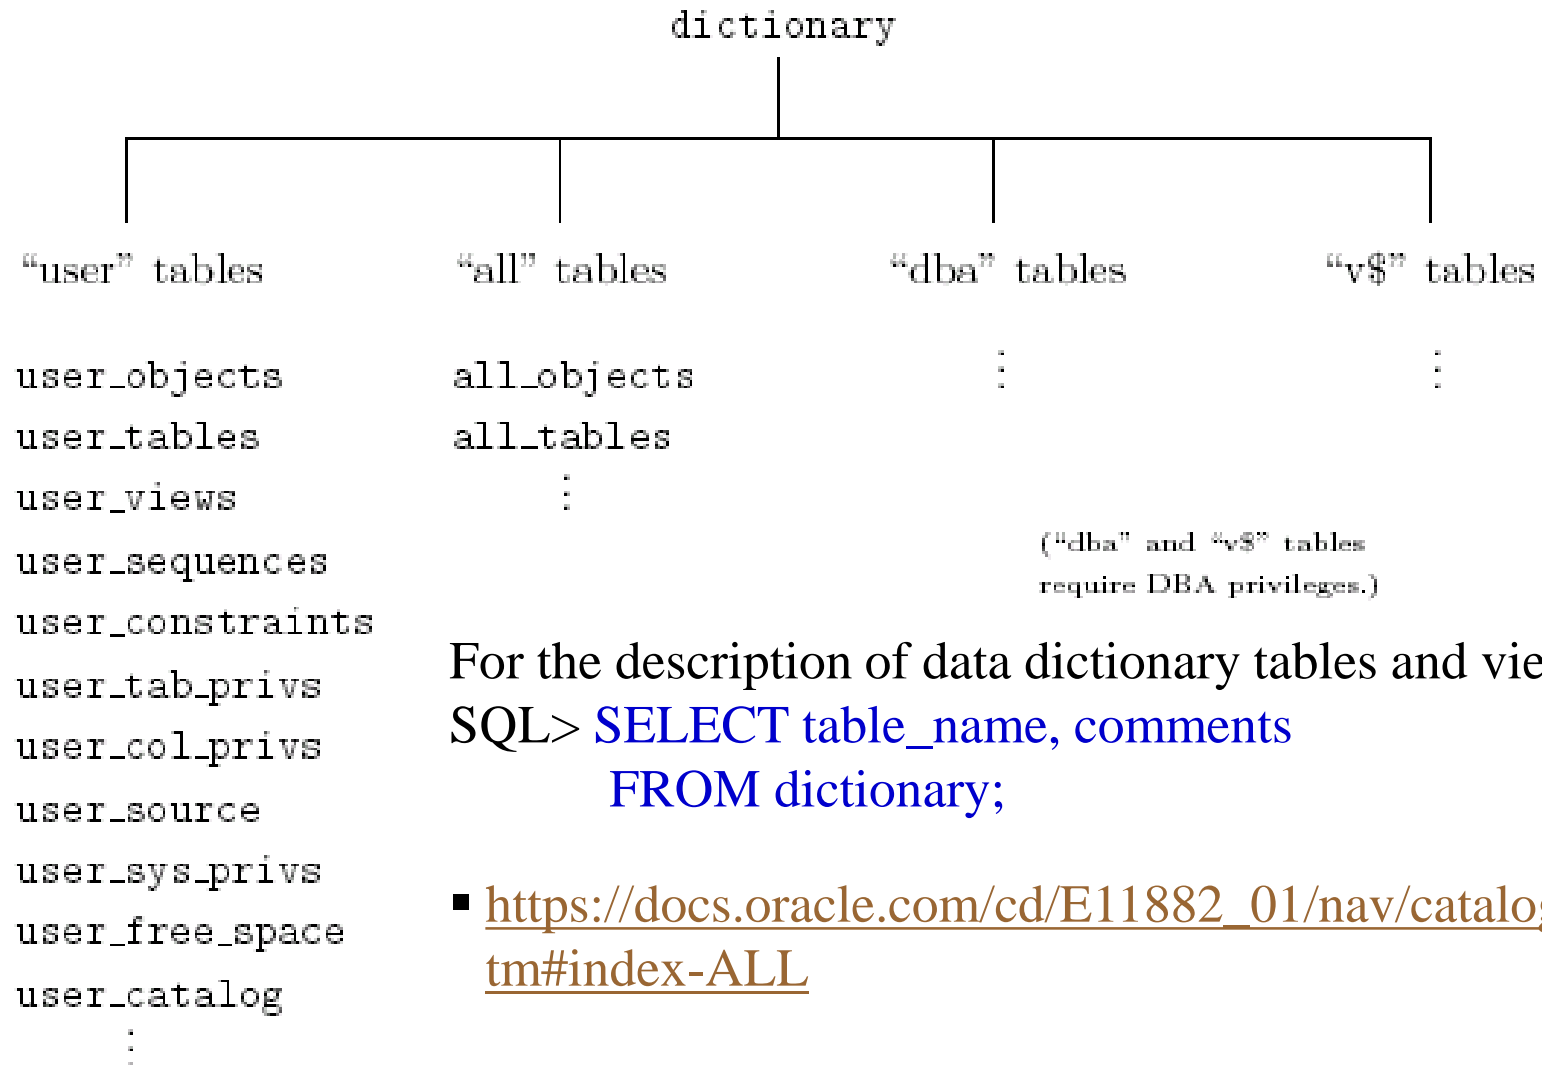 dictionary
“user” tables
“all” tables
“dba” tables
“v$” tables
user_objects
user_tables
user_views
user_sequences
user_constraints
user_tab_privs
user_col_privs
user_source
user_sys_privs
user_free_space
user_catalog
all_objects
all_tables
(“dba” and “v$” tables
require DBA privileges.)
For the description of data dictionary tables and
SQL> SELECT table_name, comments
FROM dictionary;
▪ https://docs.oracle.com/cd/E11882_01/nav/catalog
tm#index-ALL